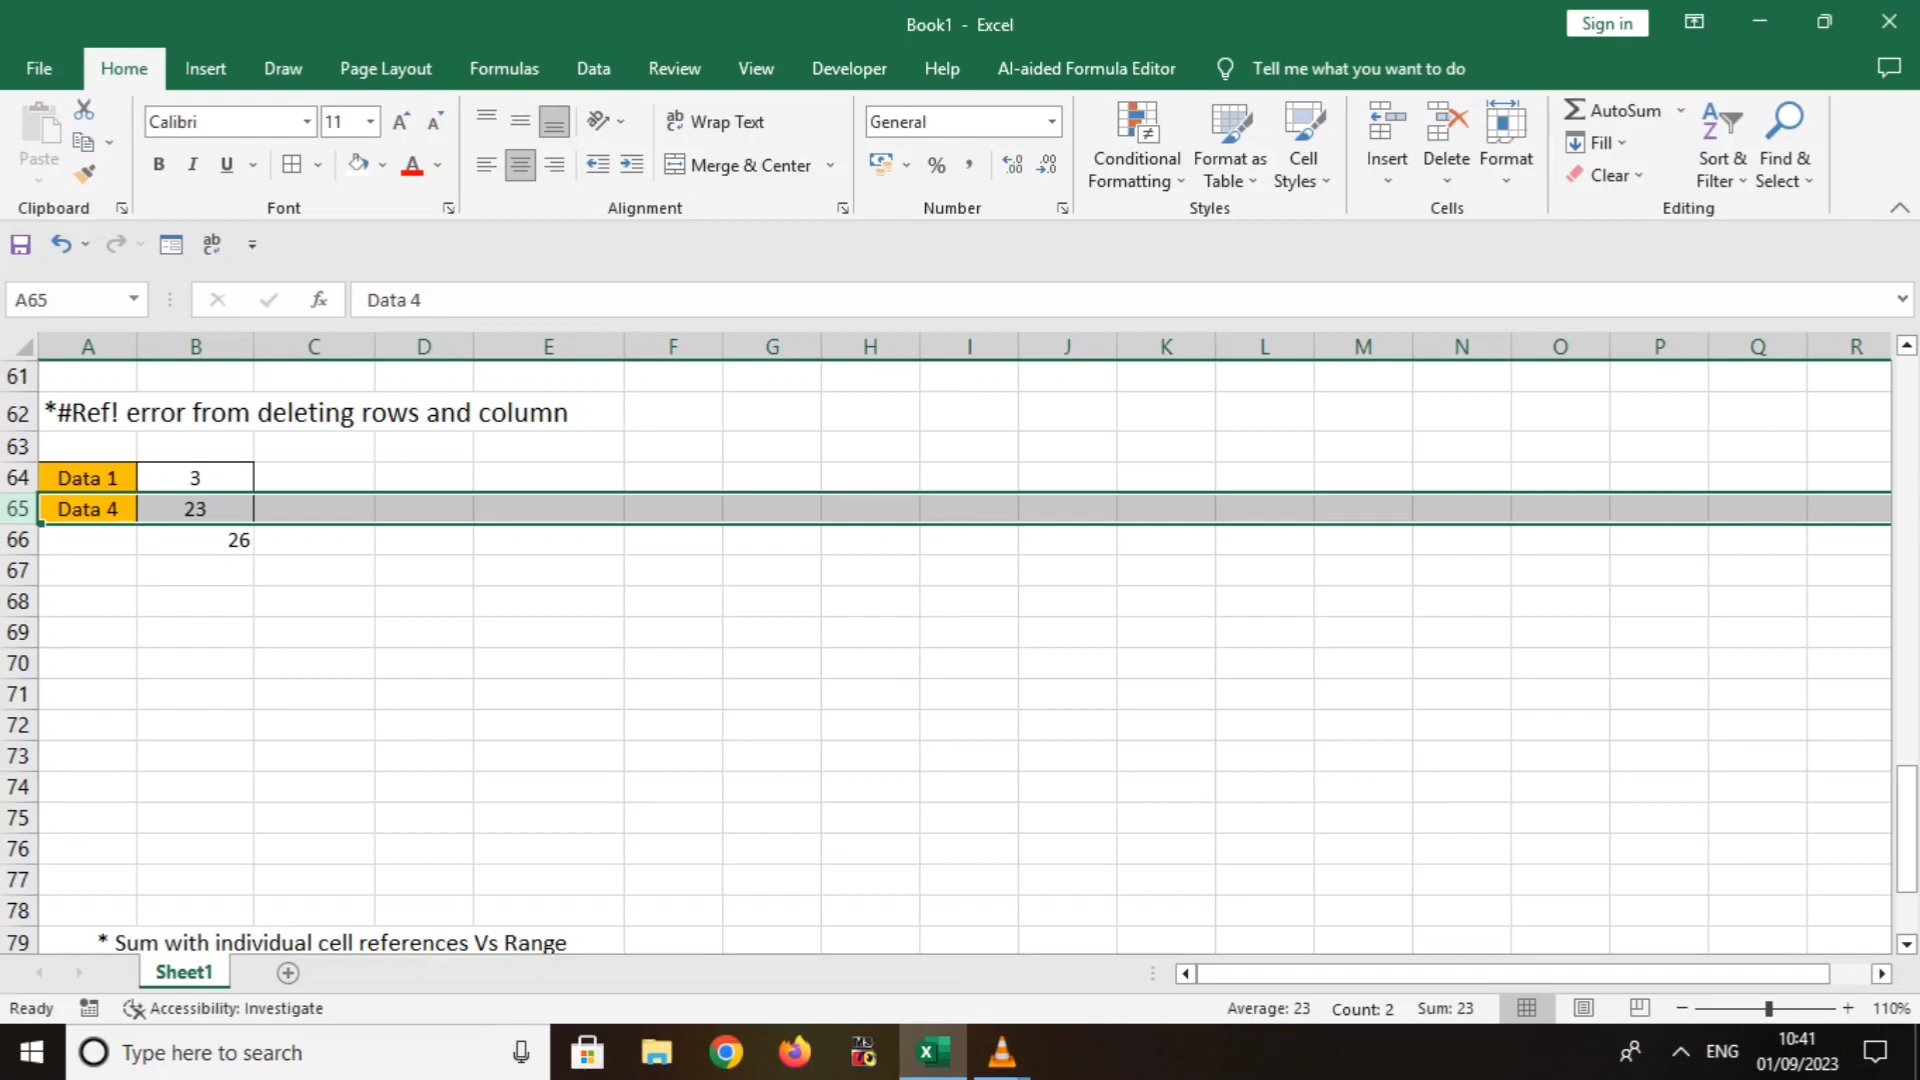 Book1 - Excel
Sign in
File Home Insert Draw Page Layout Formulas Data Review View Developer Help AI-aided Formula Editor Tell me what you want to do
Paste
Calibri 11
Wrap Text
General
Conditional Formatting
Format as Table
Cell Styles
Insert Delete Format
AutoSum
Fill
Clear
Sort & Filter
Find & Select
B I U
Merge & Center
%
Clipboard Font Alignment Number Styles Cells Editing
A65 fx Data 4
A B C D E F G H I J K L M N O P Q R
61
62 *#Ref! error from deleting rows and column
63
64 Data 1 3
65 Data 4 23
66 26
67
68
69
70
71
72
73
74
75
76
77
78
79 * Sum with individual cell references Vs Range
Sheet1
Ready Accessibility: Investigate Average: 23 Count: 2 Sum: 23 110%
Type here to search
ENG
10:41
01/09/2023